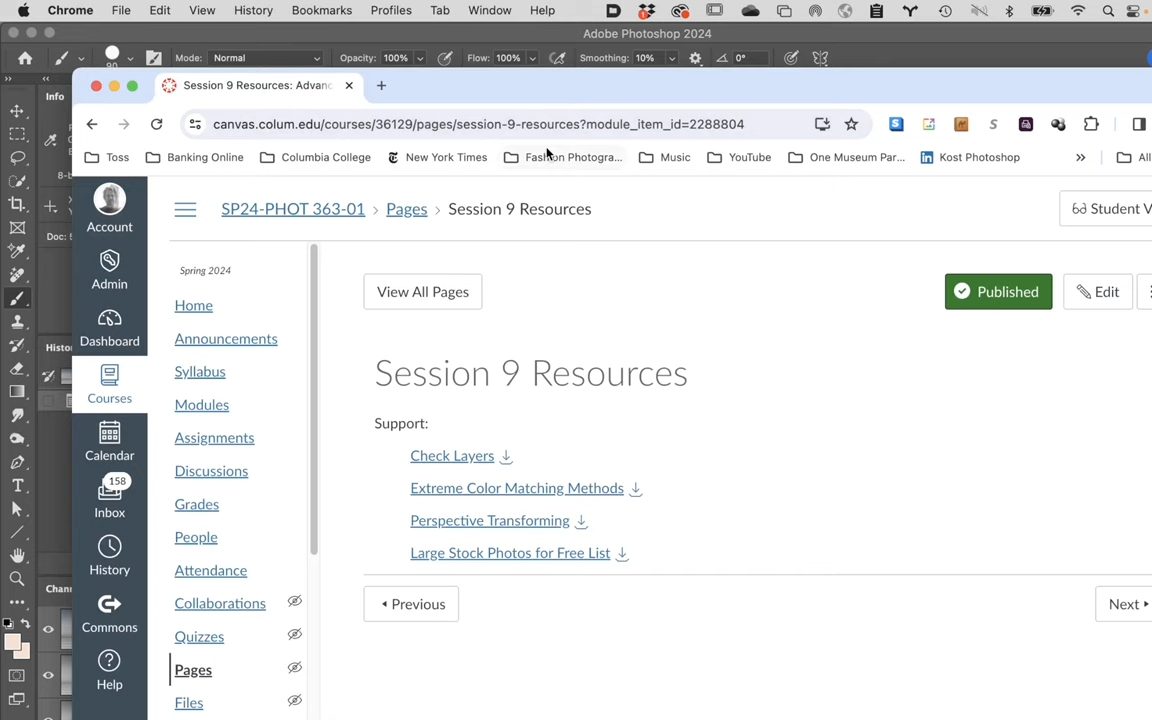 Chrome File Edit View History Bookmarks Profiles Tab Window Help
Adobe Photoshop 2024
Mode: Normal Opacity: 100% Flow: 100% Smoothing: 10% 0°
90
Info
Session 9 Resources: Advanc
canvas.colum.edu/courses/36129/pages/session-9-resources?module_item_id=2288804
Toss Banking Online Columbia College New York Times Fashion Photogra... Music YouTube One Museum Par... Kost Photoshop » All
8-b
Doc: 5
Histo
Chann
Account
Admin
Dashboard
Courses
Calendar
158
Inbox
History
Commons
Help
SP24-PHOT 363-01 › Pages › Session 9 Resources
Student V
Spring 2024
Home
Announcements
Syllabus
Modules
Assignments
Discussions
Grades
People
Attendance
Collaborations
Quizzes
Pages
Files
View All Pages
Published
Edit
Session 9 Resources
Support:
Check Layers
Extreme Color Matching Methods
Perspective Transforming
Large Stock Photos for Free List
Previous
Next